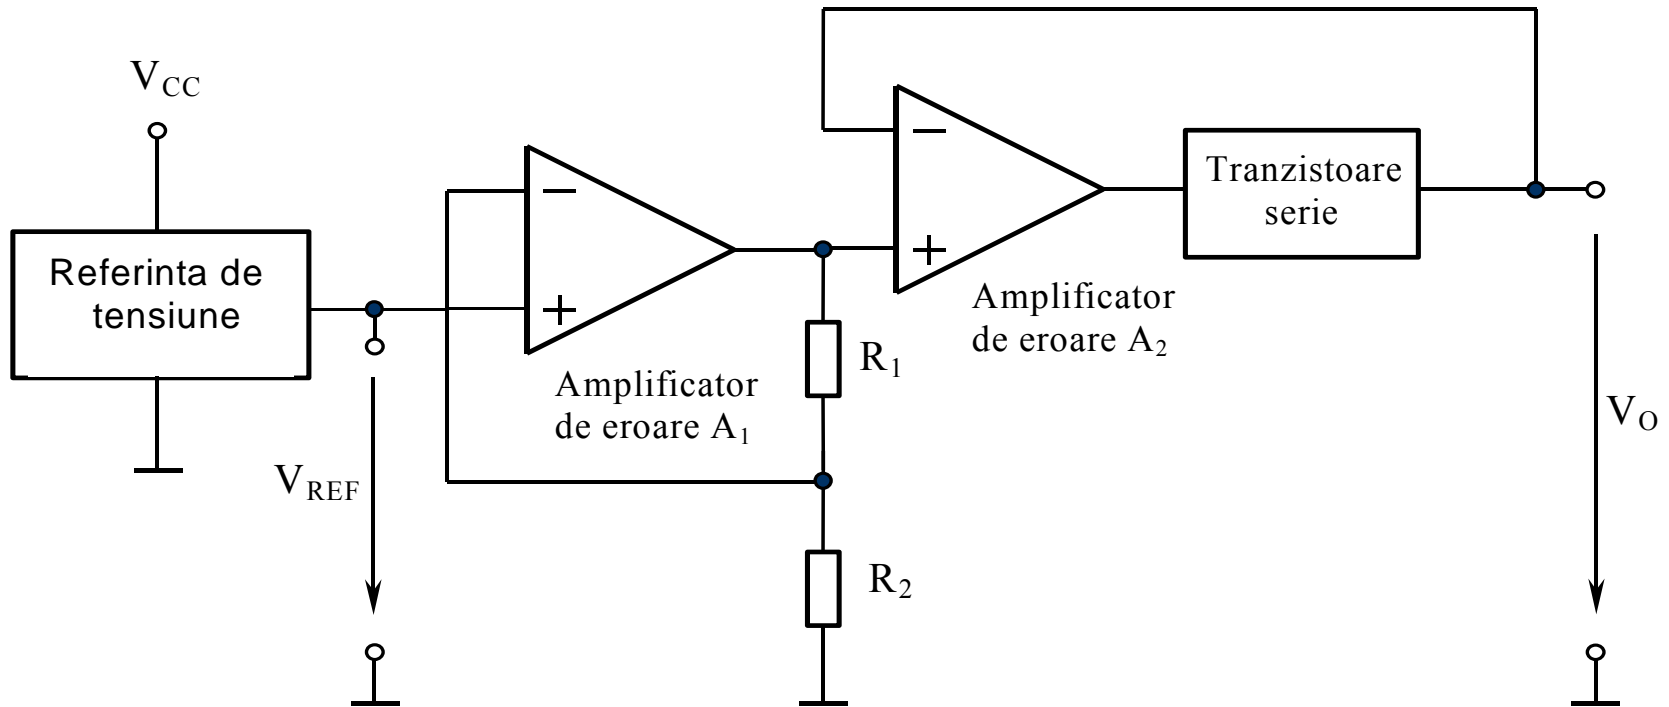 V_CC
Referinta de
tensiune
V_REF
−
+
Amplificator
de eroare A_1
R_1
R_2
−
+
Amplificator
de eroare A_2
Tranzistoare
serie
V_O